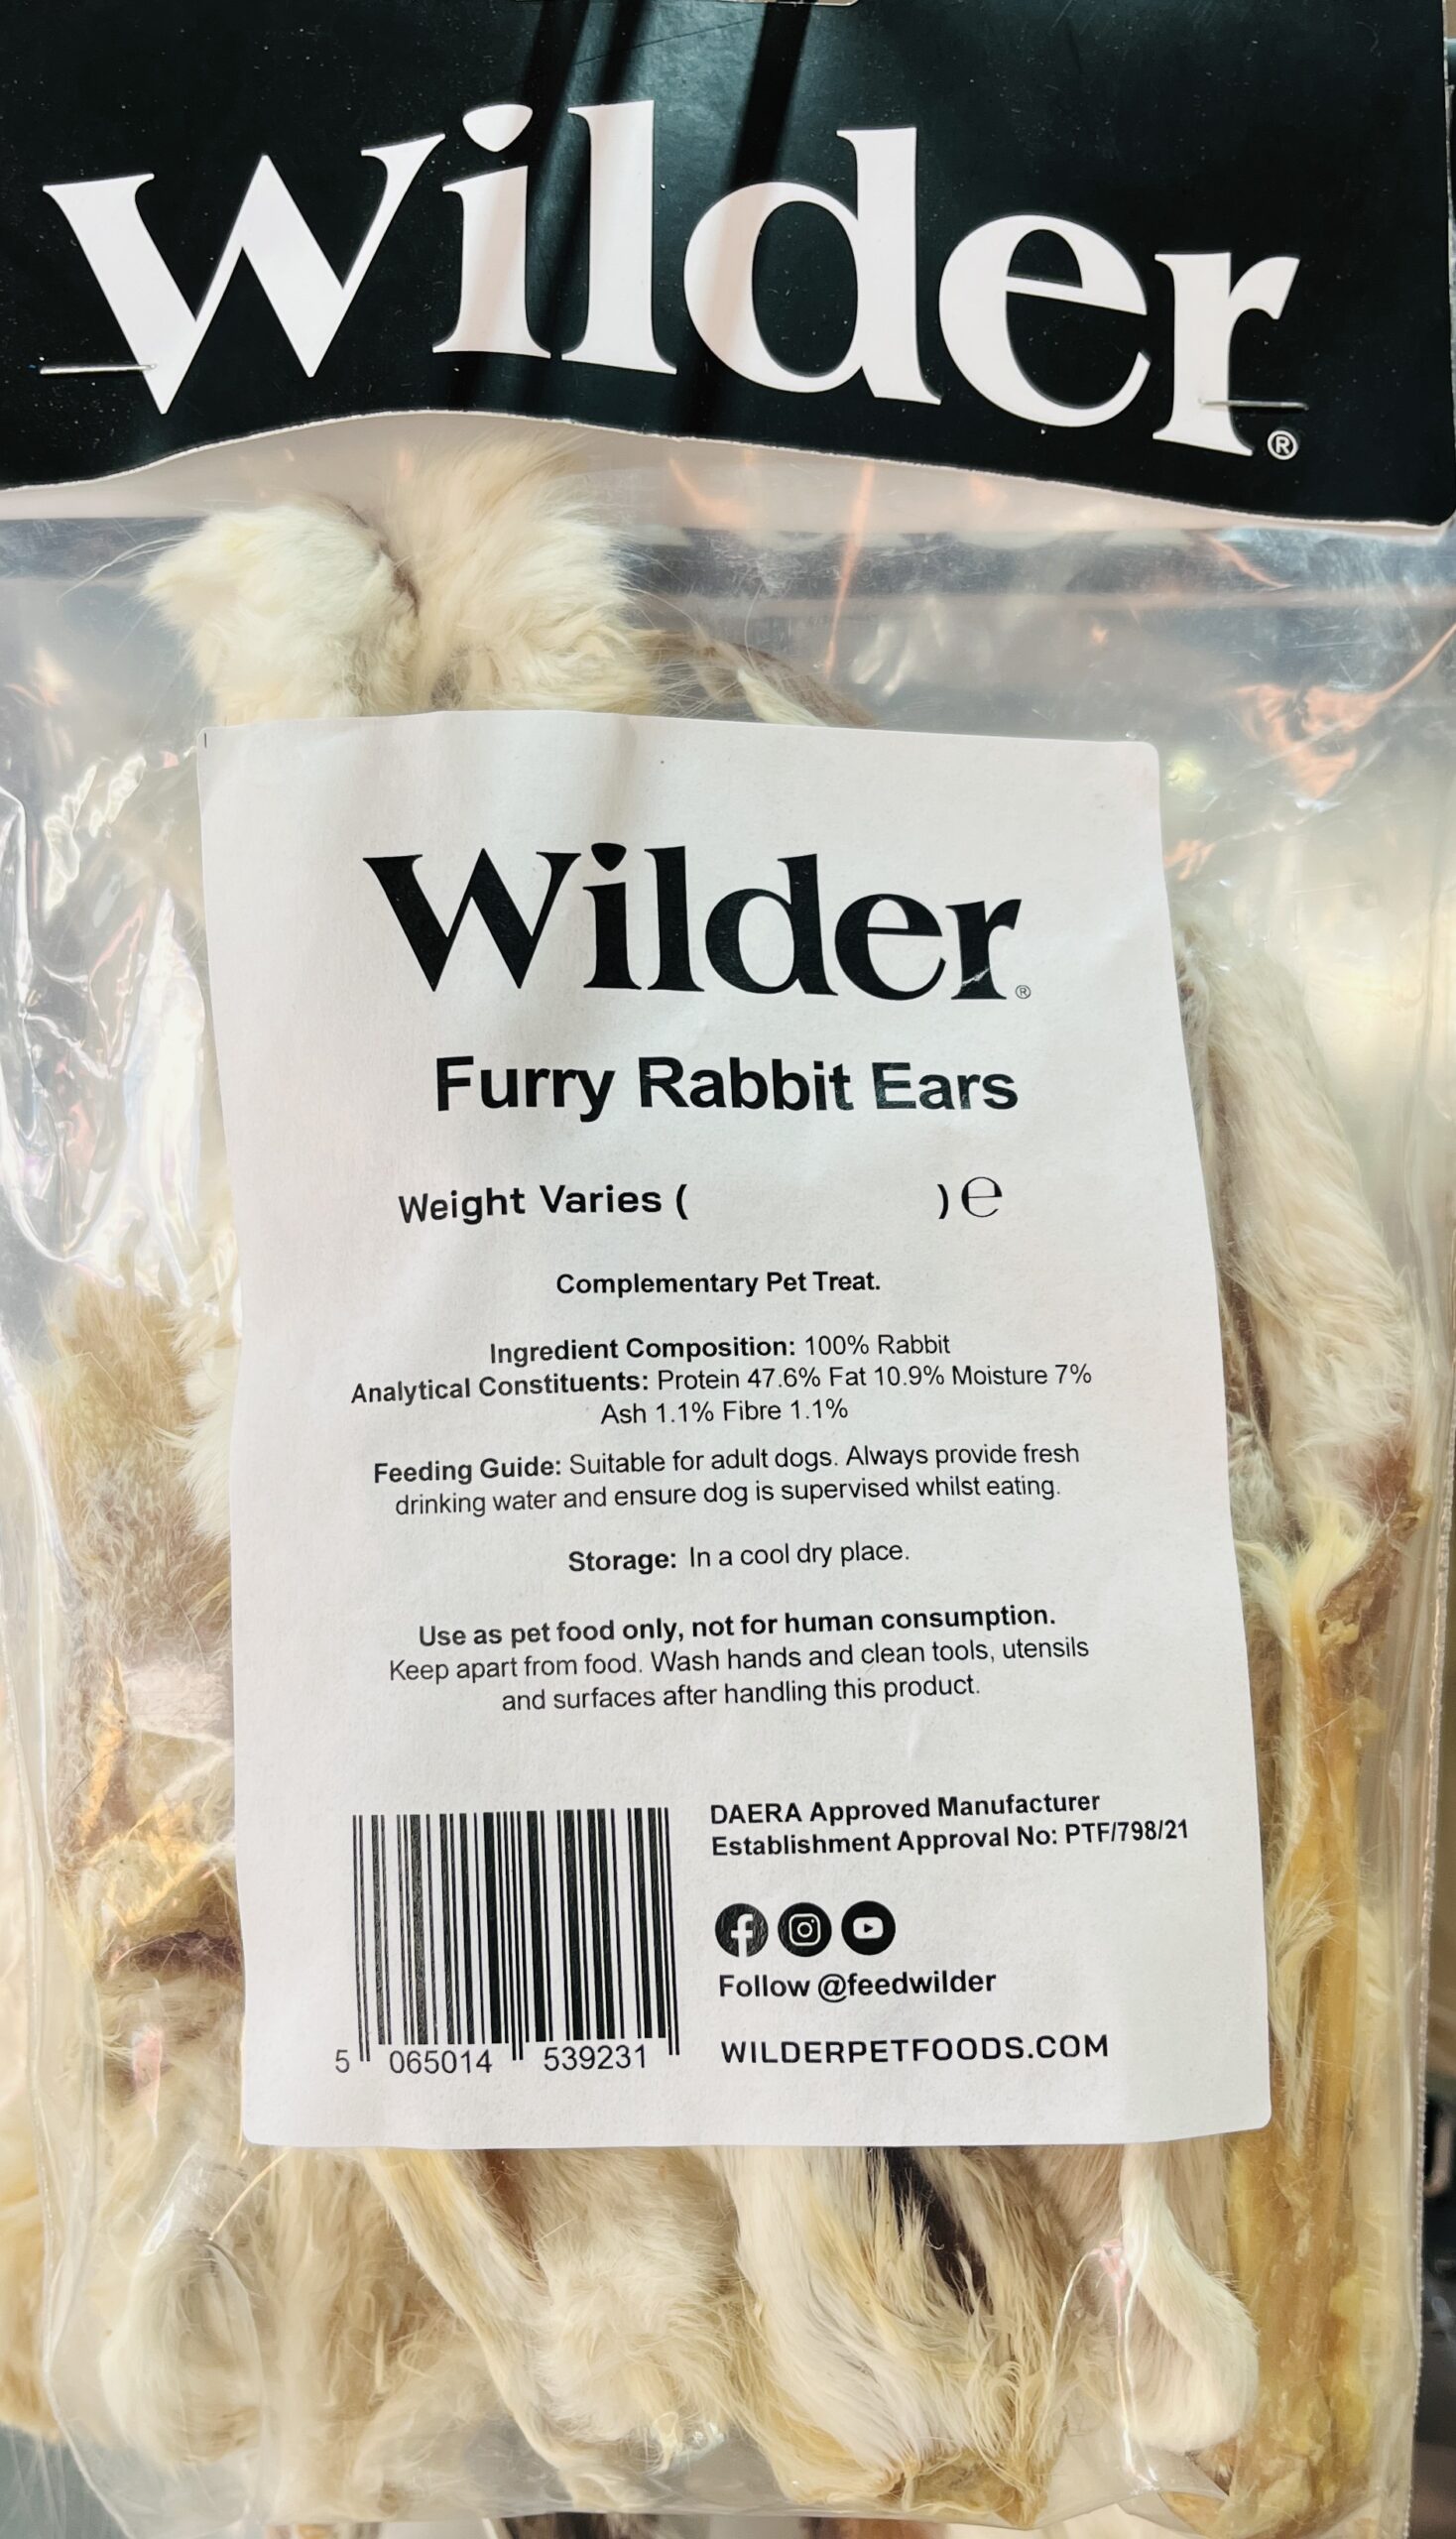 Wilder®
Wilder®
Furry Rabbit Ears
Weight Varies ( ) ℮
Complementary Pet Treat.
Ingredient Composition: 100% Rabbit
Analytical Constituents: Protein 47.6% Fat 10.9% Moisture 7%
Ash 1.1% Fibre 1.1%
Feeding Guide: Suitable for adult dogs. Always provide fresh
drinking water and ensure dog is supervised whilst eating.
Storage: In a cool dry place.
Use as pet food only, not for human consumption.
Keep apart from food. Wash hands and clean tools, utensils
and surfaces after handling this product.
DAERA Approved Manufacturer
Establishment Approval No: PTF/798/21
Follow @feedwilder
WILDERPETFOODS.COM
5 065014 539231